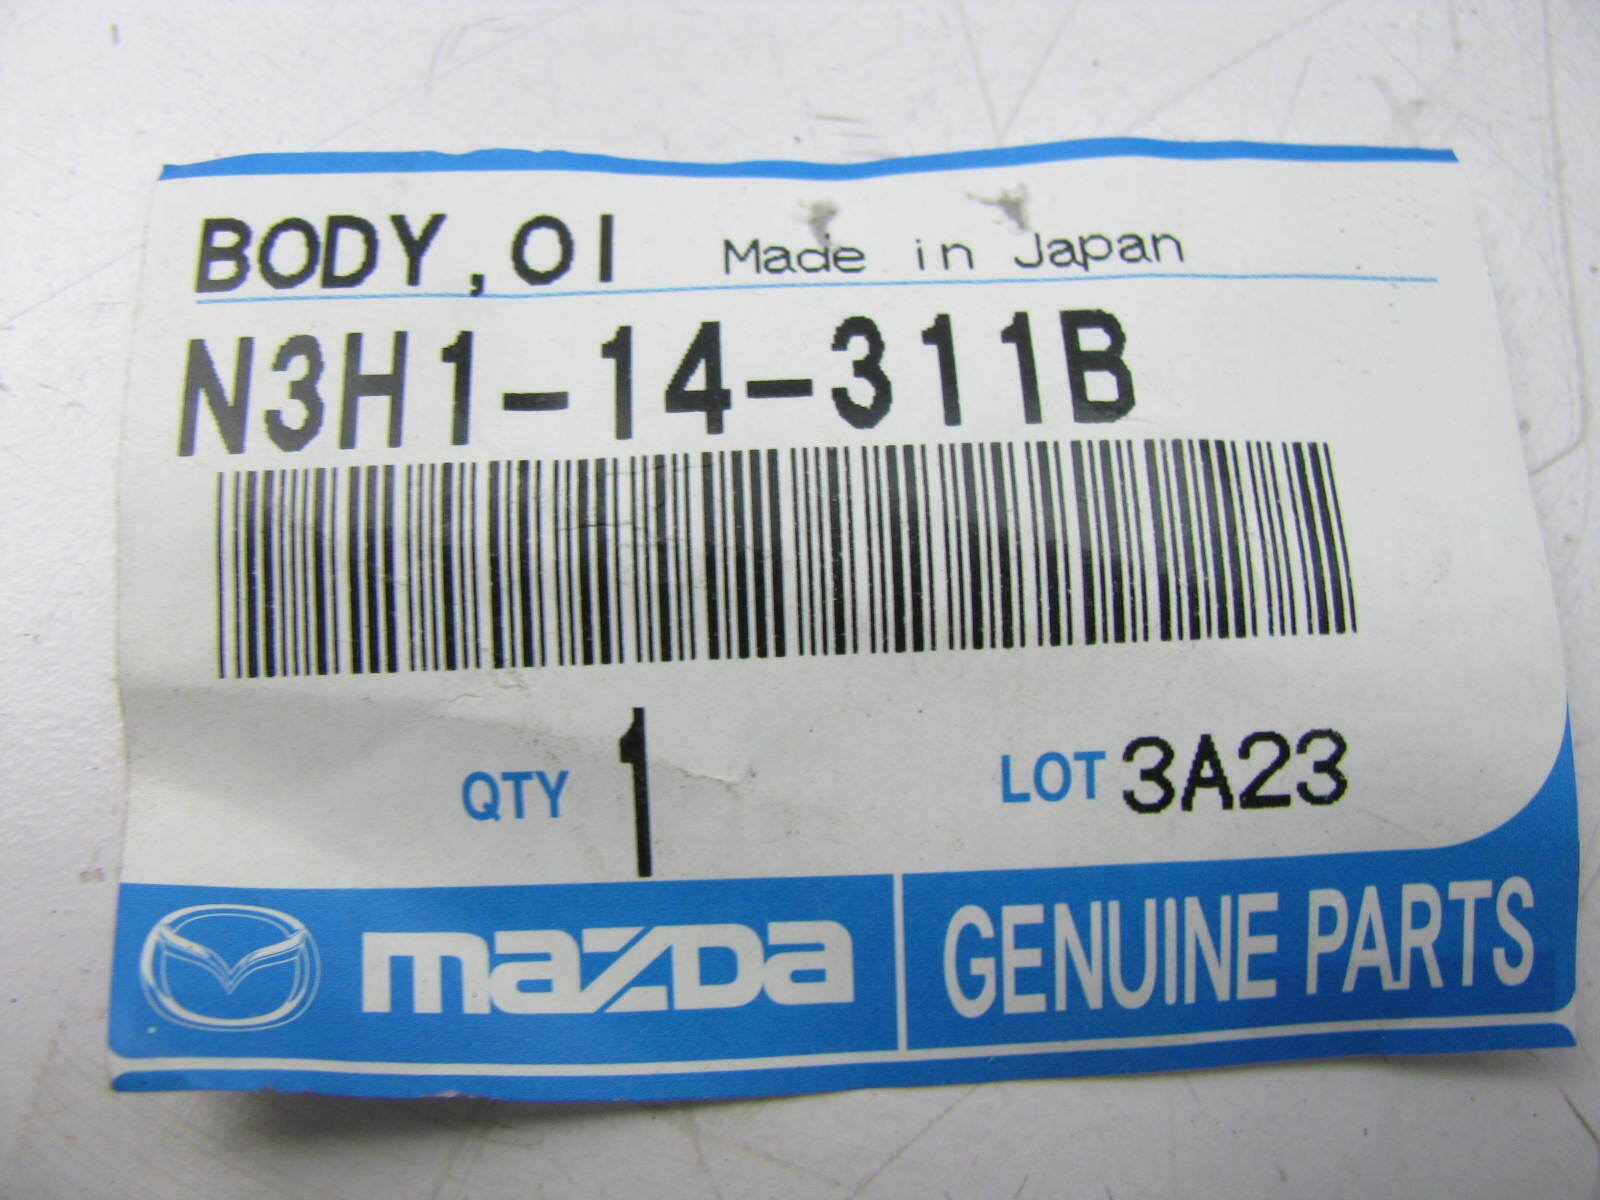 BODY,OI Made in Japan
N3H1-14-311B
QTY 1 LOT 3A23
mazDa GENUINE PARTS